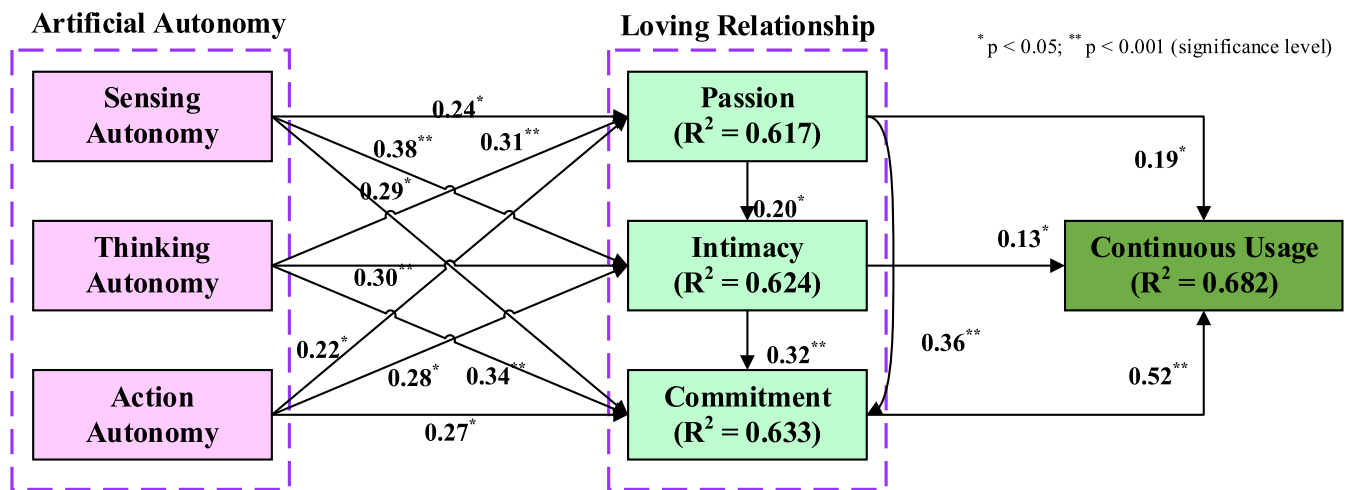 Artificial Autonomy
Loving Relationship
* p < 0.05; ** p < 0.001 (significance level)
Sensing
Autonomy
Thinking
Autonomy
Action
Autonomy
0.24*
0.38**
0.31**
0.29*
0.30**
0.22*
0.28*
0.34**
0.27*
Passion
(R² = 0.617)
0.20*
Intimacy
(R² = 0.624)
0.32**
Commitment
(R² = 0.633)
0.19*
0.13*
0.36**
0.52**
Continuous Usage
(R² = 0.682)